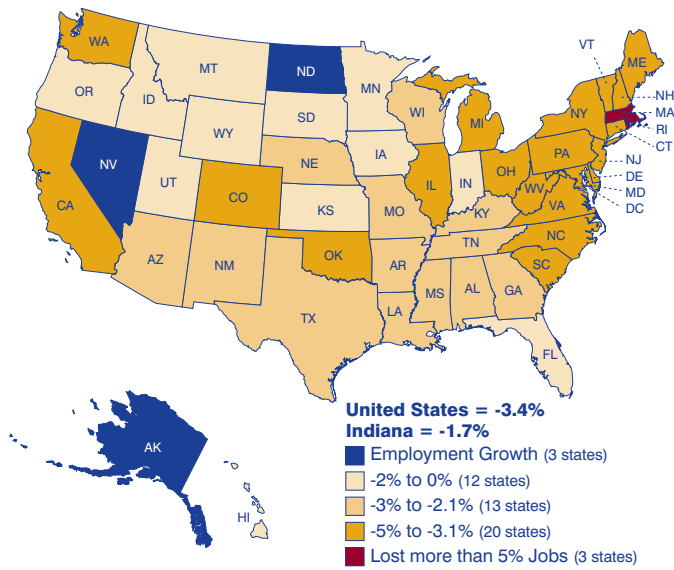 WA
MT
ND
MN
VT
ME
OR
ID
WY
SD
WI
MI
NY
NH
MA
RI
CT
NV
UT
NE
IA
IL
IN
OH
PA
NJ
DE
MD
DC
CA
CO
KS
MO
KY
WV
VA
AZ
NM
OK
AR
TN
NC
SC
TX
LA
MS
AL
GA
FL
AK
HI
United States = -3.4%
Indiana = -1.7%
Employment Growth (3 states)
-2% to 0% (12 states)
-3% to -2.1% (13 states)
-5% to -3.1% (20 states)
Lost more than 5% Jobs (3 states)